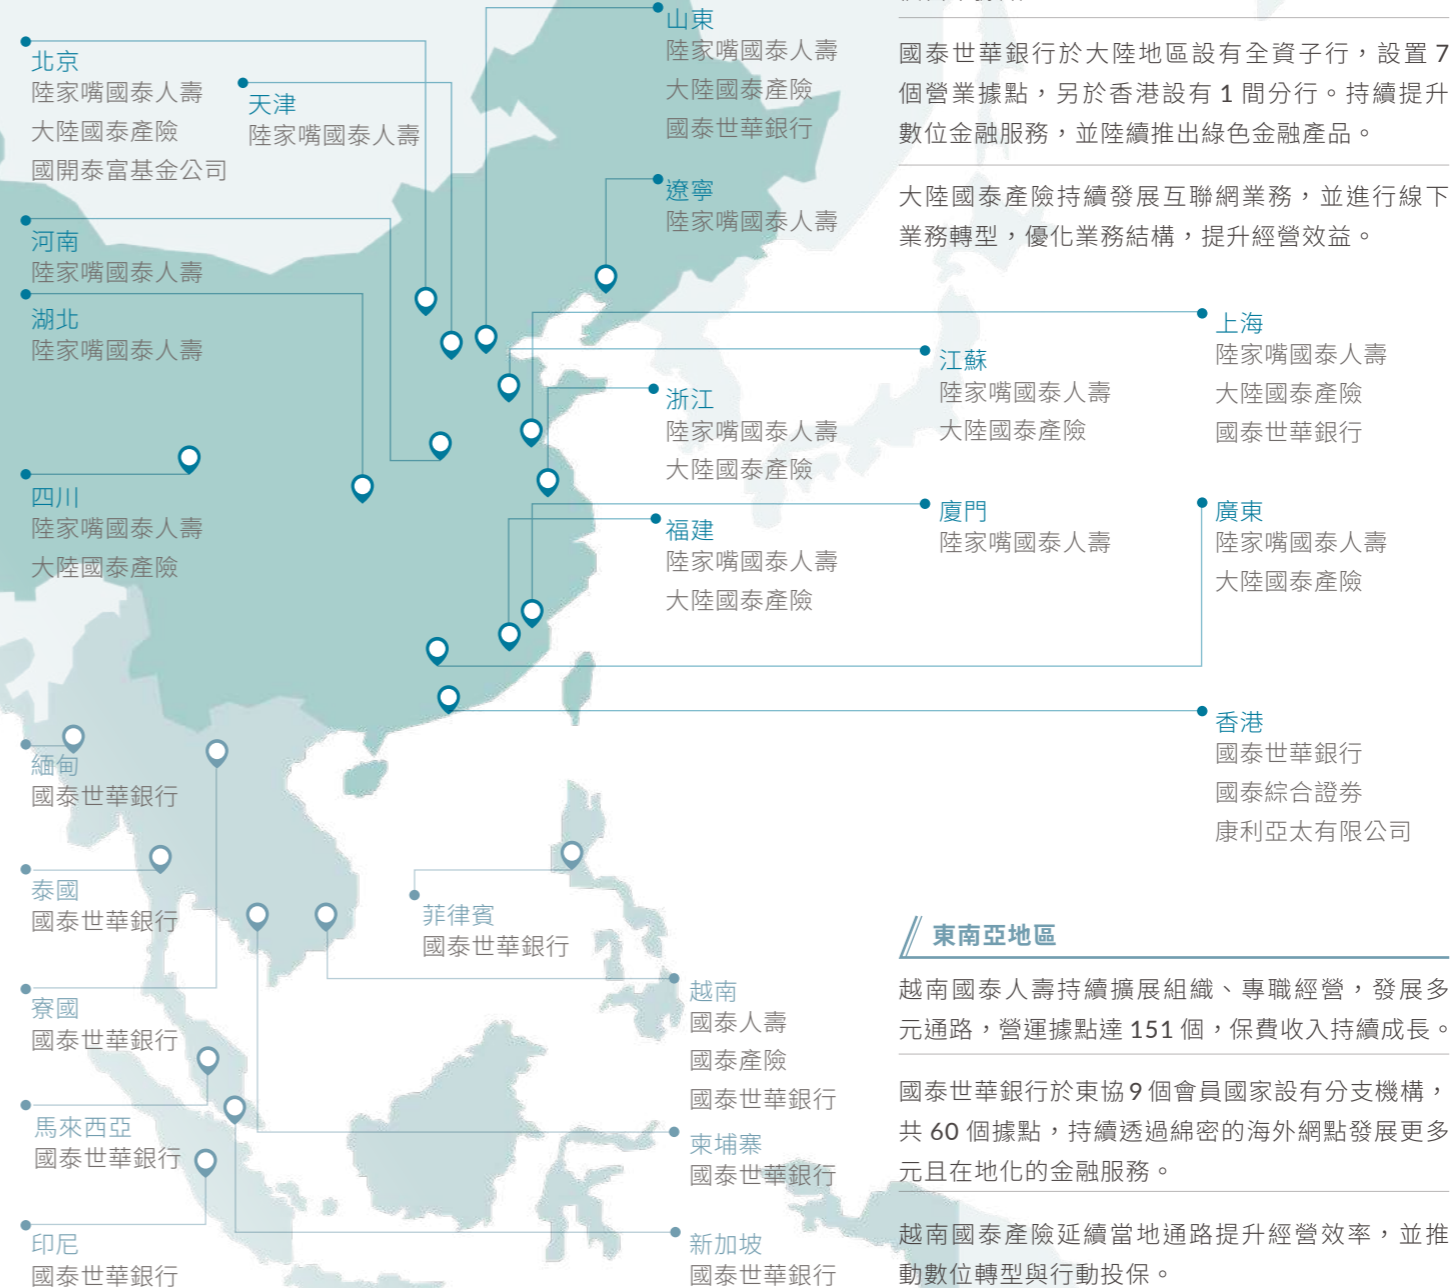 北京
陸家嘴國泰人壽
大陸國泰產險
國開泰富基金公司
天津
陸家嘴國泰人壽
河南
陸家嘴國泰人壽
湖北
陸家嘴國泰人壽
四川
陸家嘴國泰人壽
大陸國泰產險
山東
陸家嘴國泰人壽
大陸國泰產險
國泰世華銀行
遼寧
陸家嘴國泰人壽
浙江
陸家嘴國泰人壽
大陸國泰產險
福建
陸家嘴國泰人壽
大陸國泰產險
江蘇
陸家嘴國泰人壽
大陸國泰產險
廈門
陸家嘴國泰人壽
上海
陸家嘴國泰人壽
大陸國泰產險
國泰世華銀行
廣東
陸家嘴國泰人壽
大陸國泰產險
香港
國泰世華銀行
國泰綜合證券
康利亞太有限公司
國泰世華銀行於大陸地區設有全資子行，設置 7
個營業據點，另於香港設有 1 間分行。持續提升
數位金融服務，並陸續推出綠色金融產品。
大陸國泰產險持續發展互聯網業務，並進行線下
業務轉型，優化業務結構，提升經營效益。
緬甸
國泰世華銀行
泰國
國泰世華銀行
寮國
國泰世華銀行
馬來西亞
國泰世華銀行
印尼
國泰世華銀行
菲律賓
國泰世華銀行
越南
國泰人壽
國泰產險
國泰世華銀行
柬埔寨
國泰世華銀行
新加坡
國泰世華銀行
東南亞地區
越南國泰人壽持續擴展組織、專職經營，發展多
元通路，營運據點達 151 個，保費收入持續成長。
國泰世華銀行於東協 9 個會員國家設有分支機構，
共 60 個據點，持續透過綿密的海外網點發展更多
元且在地化的金融服務。
越南國泰產險延續當地通路提升經營效率，並推
動數位轉型與行動投保。